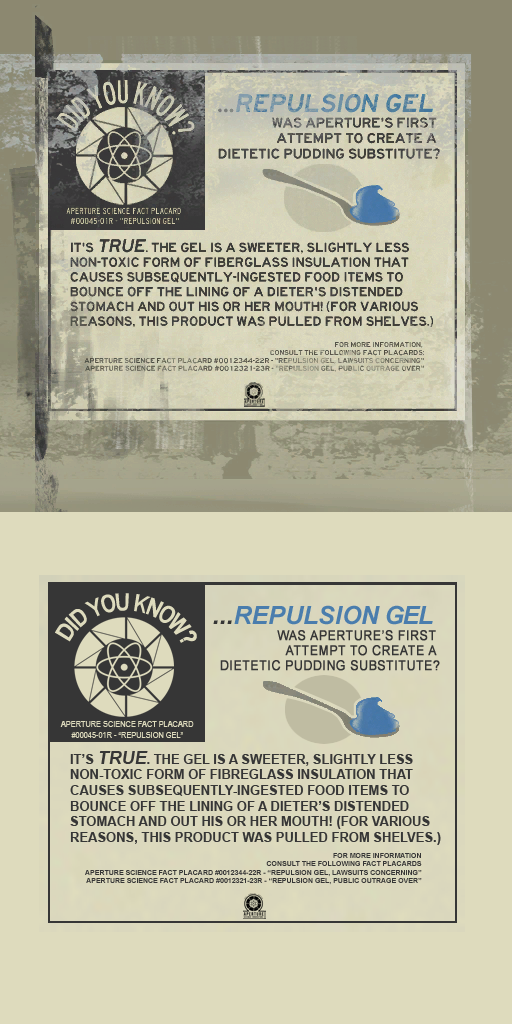 DID YOU KNOW?
APERTURE SCIENCE FACT PLACARD
#00045-01R - "REPULSION GEL"
...REPULSION GEL
WAS APERTURE'S FIRST
ATTEMPT TO CREATE A
DIETETIC PUDDING SUBSTITUTE?
IT'S TRUE. THE GEL IS A SWEETER, SLIGHTLY LESS
NON-TOXIC FORM OF FIBERGLASS INSULATION THAT
CAUSES SUBSEQUENTLY-INGESTED FOOD ITEMS TO
BOUNCE OFF THE LINING OF A DIETER'S DISTENDED
STOMACH AND OUT HIS OR HER MOUTH! (FOR VARIOUS
REASONS, THIS PRODUCT WAS PULLED FROM SHELVES.)
FOR MORE INFORMATION,
CONSULT THE FOLLOWING FACT PLACARDS:
APERTURE SCIENCE FACT PLACARD #0012344-22R - "REPULSION GEL, LAWSUITS CONCERNING"
APERTURE SCIENCE FACT PLACARD #0012321-23R - "REPULSION GEL, PUBLIC OUTRAGE OVER"
APERTURE
DID YOU KNOW?
APERTURE SCIENCE FACT PLACARD
#00045-01R - "REPULSION GEL"
...REPULSION GEL
WAS APERTURE'S FIRST
ATTEMPT TO CREATE A
DIETETIC PUDDING SUBSTITUTE?
IT'S TRUE. THE GEL IS A SWEETER, SLIGHTLY LESS
NON-TOXIC FORM OF FIBREGLASS INSULATION THAT
CAUSES SUBSEQUENTLY-INGESTED FOOD ITEMS TO
BOUNCE OFF THE LINING OF A DIETER'S DISTENDED
STOMACH AND OUT HIS OR HER MOUTH! (FOR VARIOUS
REASONS, THIS PRODUCT WAS PULLED FROM SHELVES.)
FOR MORE INFORMATION
CONSULT THE FOLLOWING FACT PLACARDS
APERTURE SCIENCE FACT PLACARD #0012344-22R - "REPULSION GEL, LAWSUITS CONCERNING"
APERTURE SCIENCE FACT PLACARD #0012321-23R - "REPULSION GEL, PUBLIC OUTRAGE OVER"
APERTURE